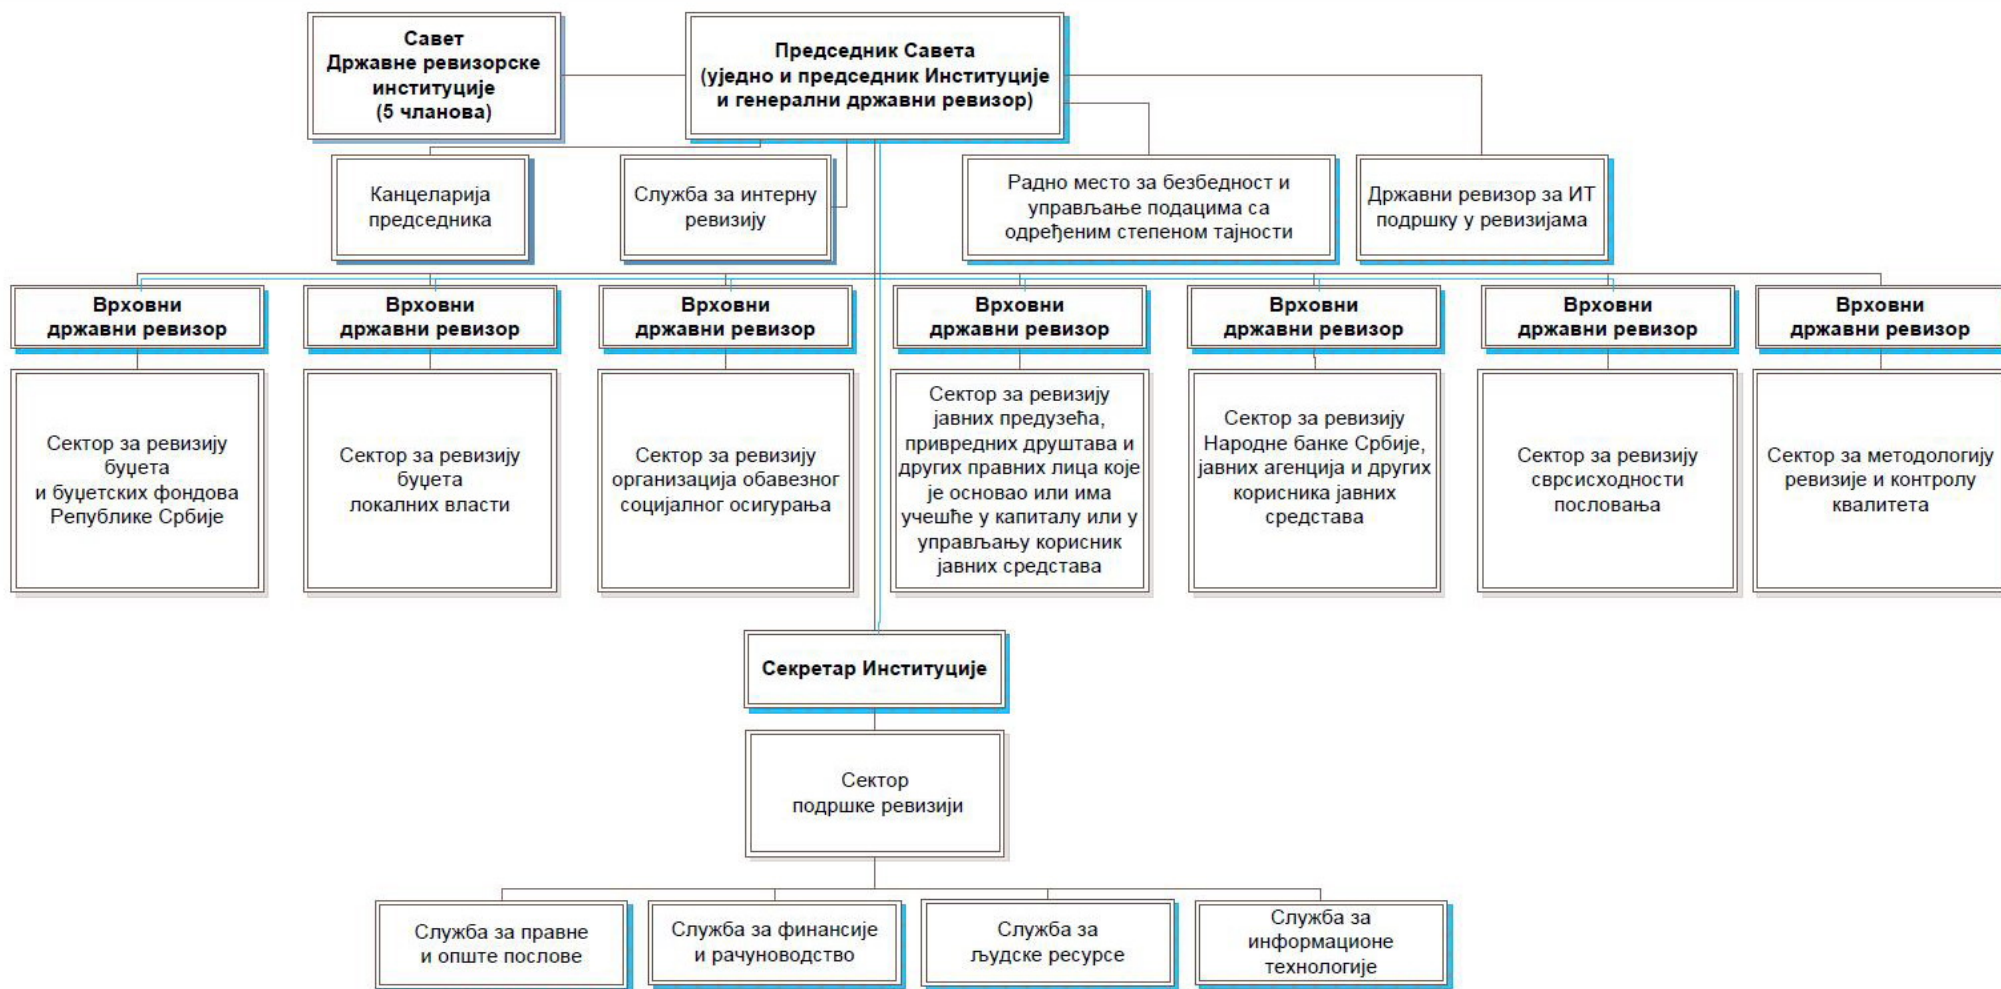 Савет
Државне ревизорске
институције
(5 чланова)
Председник Савета
(уједно и председник Институције
и генерални државни ревизор)
Канцеларија
председника
Служба за интерну
ревизију
Радно место за безбедност и
управљање подацима са
одређеним степеном тајности
Државни ревизор за ИТ
подршку у ревизијама
Врховни
државни ревизор
Врховни
државни ревизор
Врховни
државни ревизор
Врховни
државни ревизор
Врховни
државни ревизор
Врховни
државни ревизор
Врховни
државни ревизор
Сектор за ревизију
буџета
и буџетских фондова
Републике Србије
Сектор за ревизију
буџета
локалних власти
Сектор за ревизију
организација обавезног
социјалног осигурања
Сектор за ревизију
јавних предузећа,
привредних друштава и
других правних лица које
је основао или има
учешће у капиталу или у
управљању корисник
јавних средстава
Сектор за ревизију
Народне банке Србије,
јавних агенција и других
корисника јавних
средстава
Сектор за ревизију
сврсисходности
пословања
Сектор за методологију
ревизије и контролу
квалитета
Секретар Институције
Сектор
подршке ревизији
Служба за правне
и опште послове
Служба за финансије
и рачуноводство
Служба за
људске ресурсе
Служба за
информационе
технологије